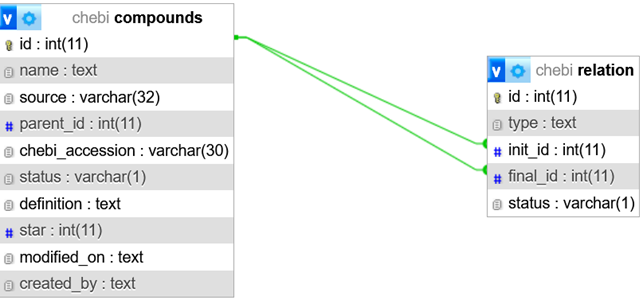 v chebi compounds
id : int(11)
name : text
source : varchar(32)
# parent_id : int(11)
chebi_accession : varchar(30)
status : varchar(1)
definition : text
# star : int(11)
modified_on : text
created_by : text
v chebi relation
id : int(11)
type : text
# init_id : int(11)
# final_id : int(11)
status : varchar(1)